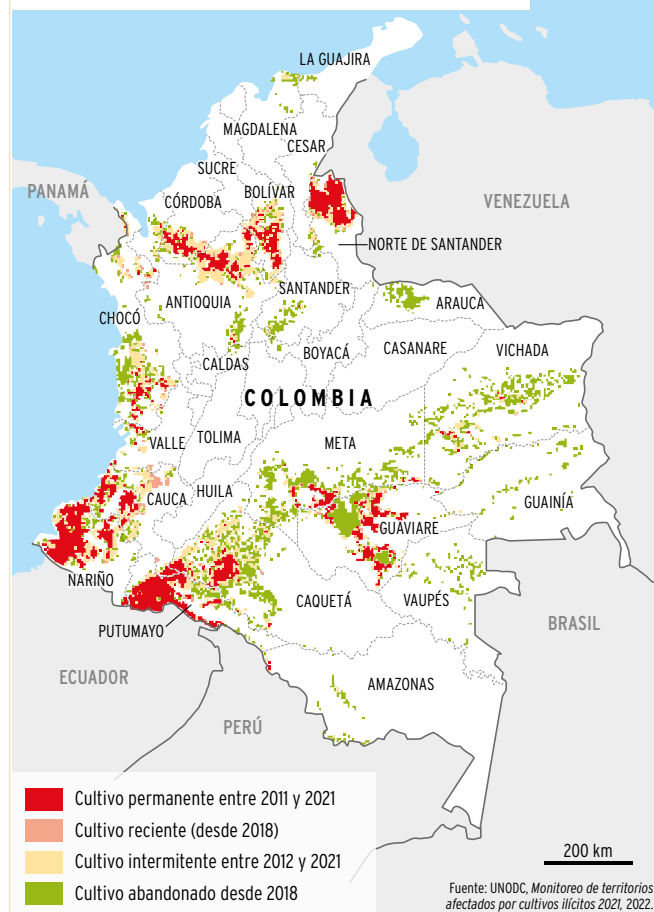 LA GUAJIRA
MAGDALENA
CESAR
SUCRE
PANAMÁ
BOLÍVAR
CÓRDOBA
VENEZUELA
NORTE DE SANTANDER
SANTANDER
ANTIOQUIA
ARAUCA
CHOCÓ
BOYACÁ
CASANARE
VICHADA
CALDAS
COLOMBIA
TOLIMA
VALLE
META
HUILA
CAUCA
GUAINÍA
GUAVIARE
NARIÑO
CAQUETÁ
VAUPÉS
BRASIL
PUTUMAYO
ECUADOR
AMAZONAS
PERÚ
Cultivo permanente entre 2011 y 2021
Cultivo reciente (desde 2018)
Cultivo intermitente entre 2012 y 2021
Cultivo abandonado desde 2018
200 km
Fuente: UNODC, Monitoreo de territorios
afectados por cultivos ilícitos 2021, 2022.